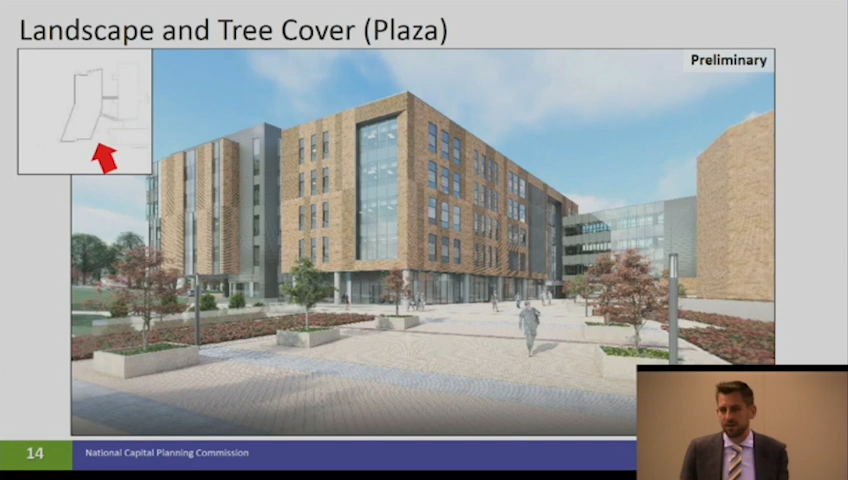 Landscape and Tree Cover (Plaza)
Preliminary
14
National Capital Planning Commission